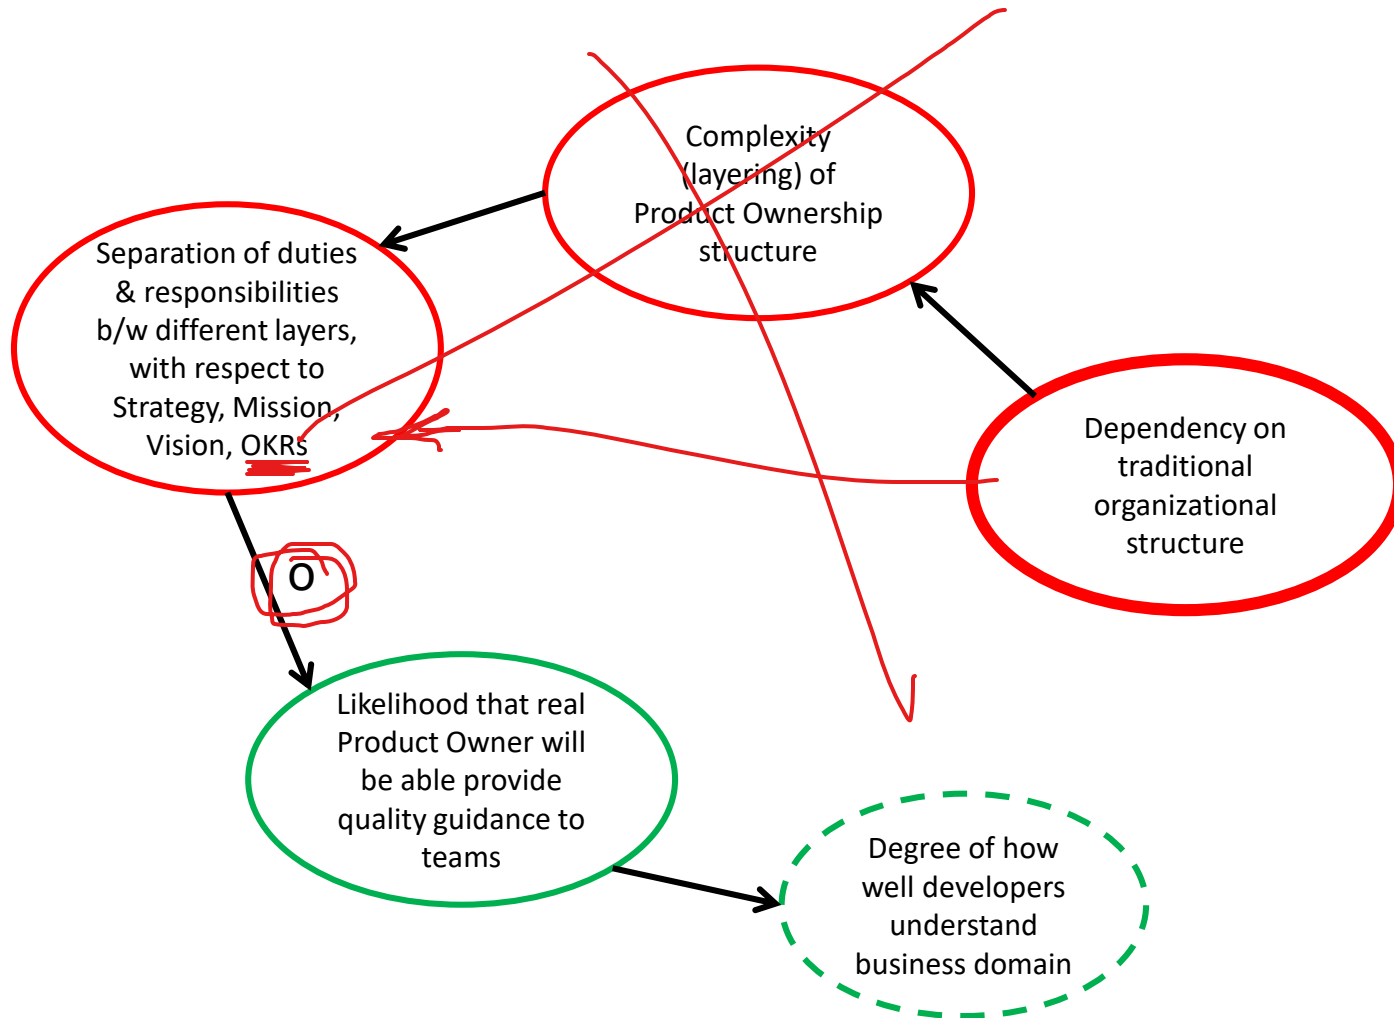 Complexity
(layering) of
Product Ownership
structure
Separation of duties
& responsibilities
b/w different layers,
with respect to
Strategy, Mission,
Vision, OKRs
Dependency on
traditional
organizational
structure
O
Likelihood that real
Product Owner will
be able provide
quality guidance to
teams
Degree of how
well developers
understand
business domain